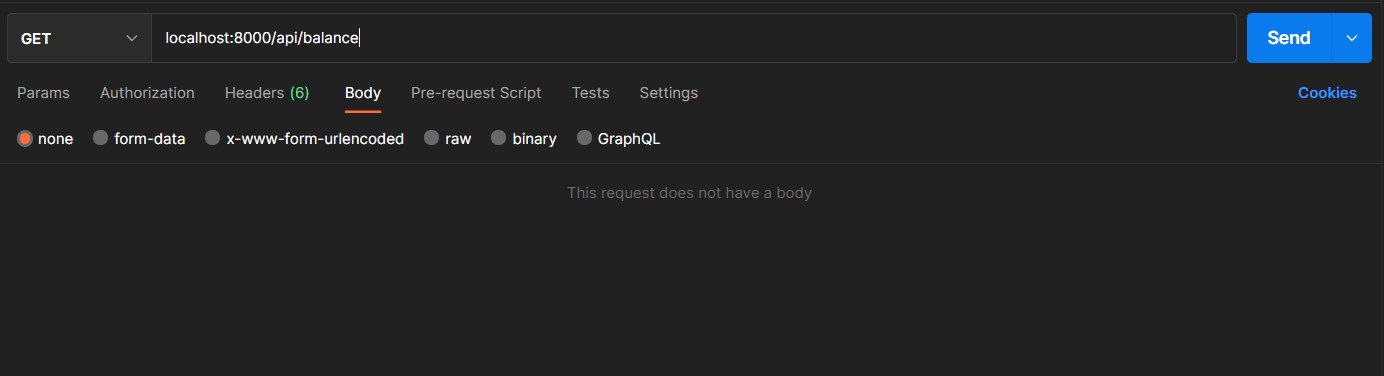 GET localhost:8000/api/balance Send
Params Authorization Headers (6) Body Pre-request Script Tests Settings Cookies
none form-data x-www-form-urlencoded raw binary GraphQL
This request does not have a body